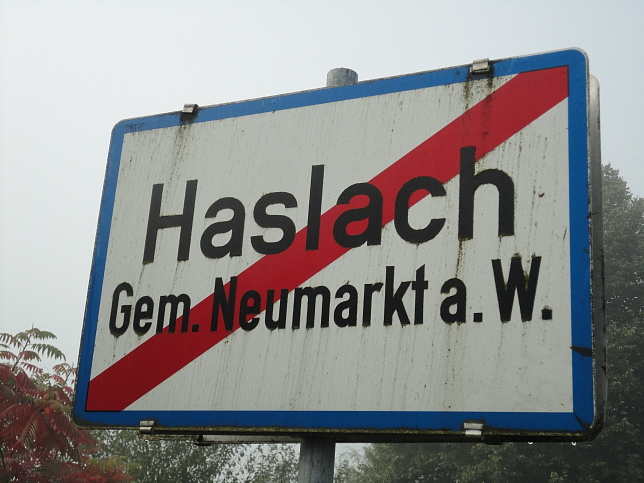 Haslach
Gem. Neumarkt a. W.